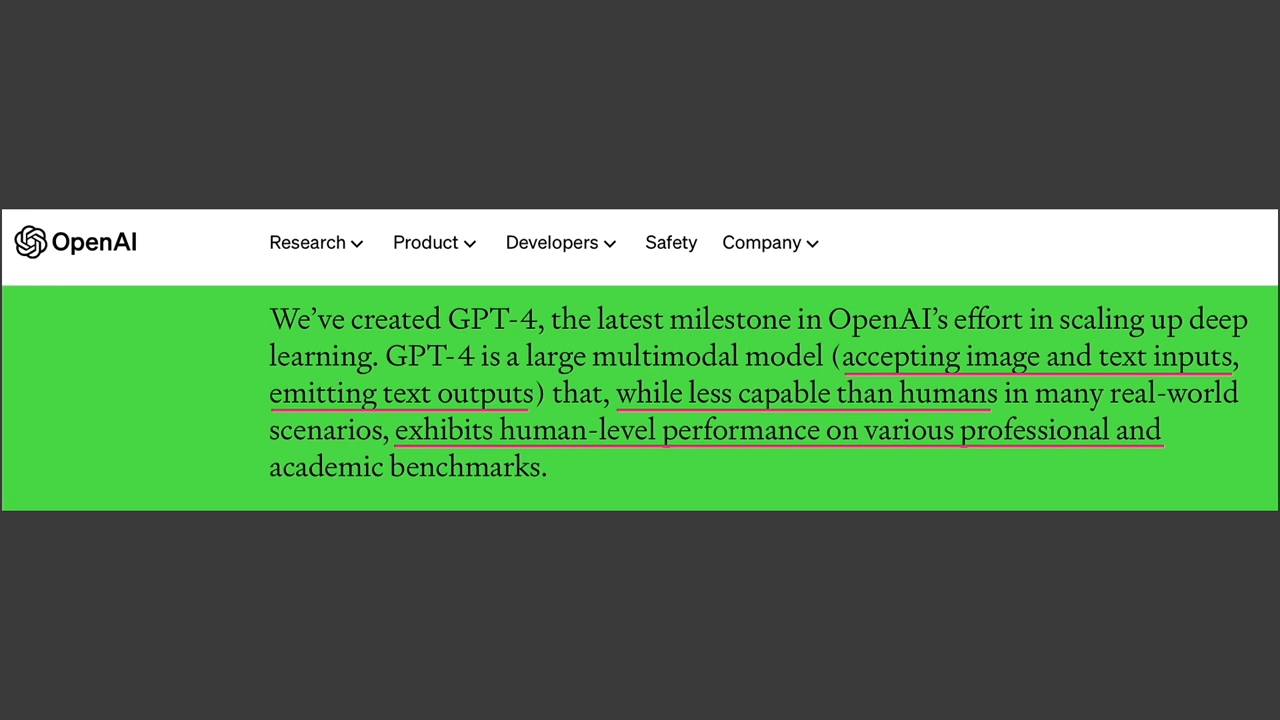 OpenAI
Research Product Developers Safety Company
We’ve created GPT-4, the latest milestone in OpenAI’s effort in scaling up deep
learning. GPT-4 is a large multimodal model (accepting image and text inputs,
emitting text outputs) that, while less capable than humans in many real-world
scenarios, exhibits human-level performance on various professional and
academic benchmarks.